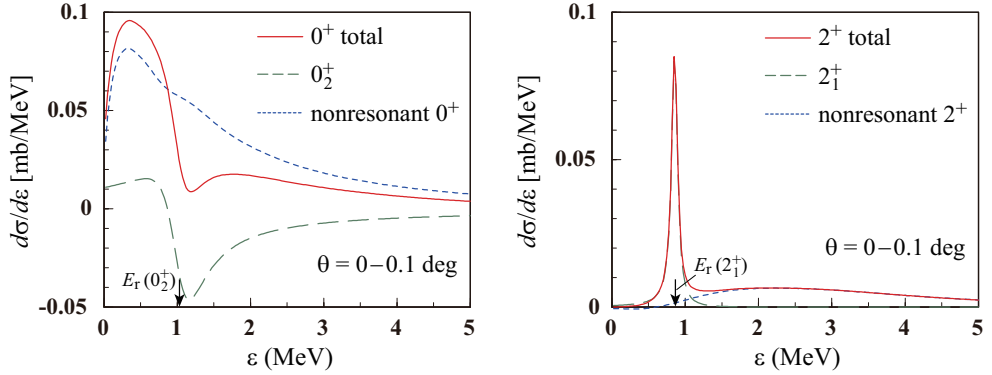 0.1
0.05
0
-0.05
dσ/dε [mb/MeV]
0⁺ total
0₂⁺
nonresonant 0⁺
θ = 0–0.1 deg
Eᵣ (0₂⁺)
0 1 2 3 4 5
ε (MeV)
0.1
0.05
0
dσ/dε [mb/MeV]
2⁺ total
2₁⁺
nonresonant 2⁺
Eᵣ (2₁⁺)
θ = 0–0.1 deg
0 1 2 3 4 5
ε (MeV)